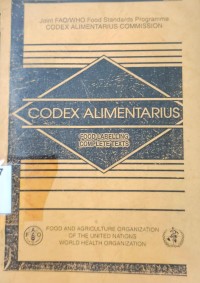 Joint FAO/WHO Food Standards Programme
CODEX ALIMENTARIUS COMMISSION
CODEX ALIMENTARIUS
FOOD LABELLING
COMPLETE TEXTS
7
FOOD AND AGRICULTURE ORGANIZATION
OF THE UNITED NATIONS
WORLD HEALTH ORGANIZATION